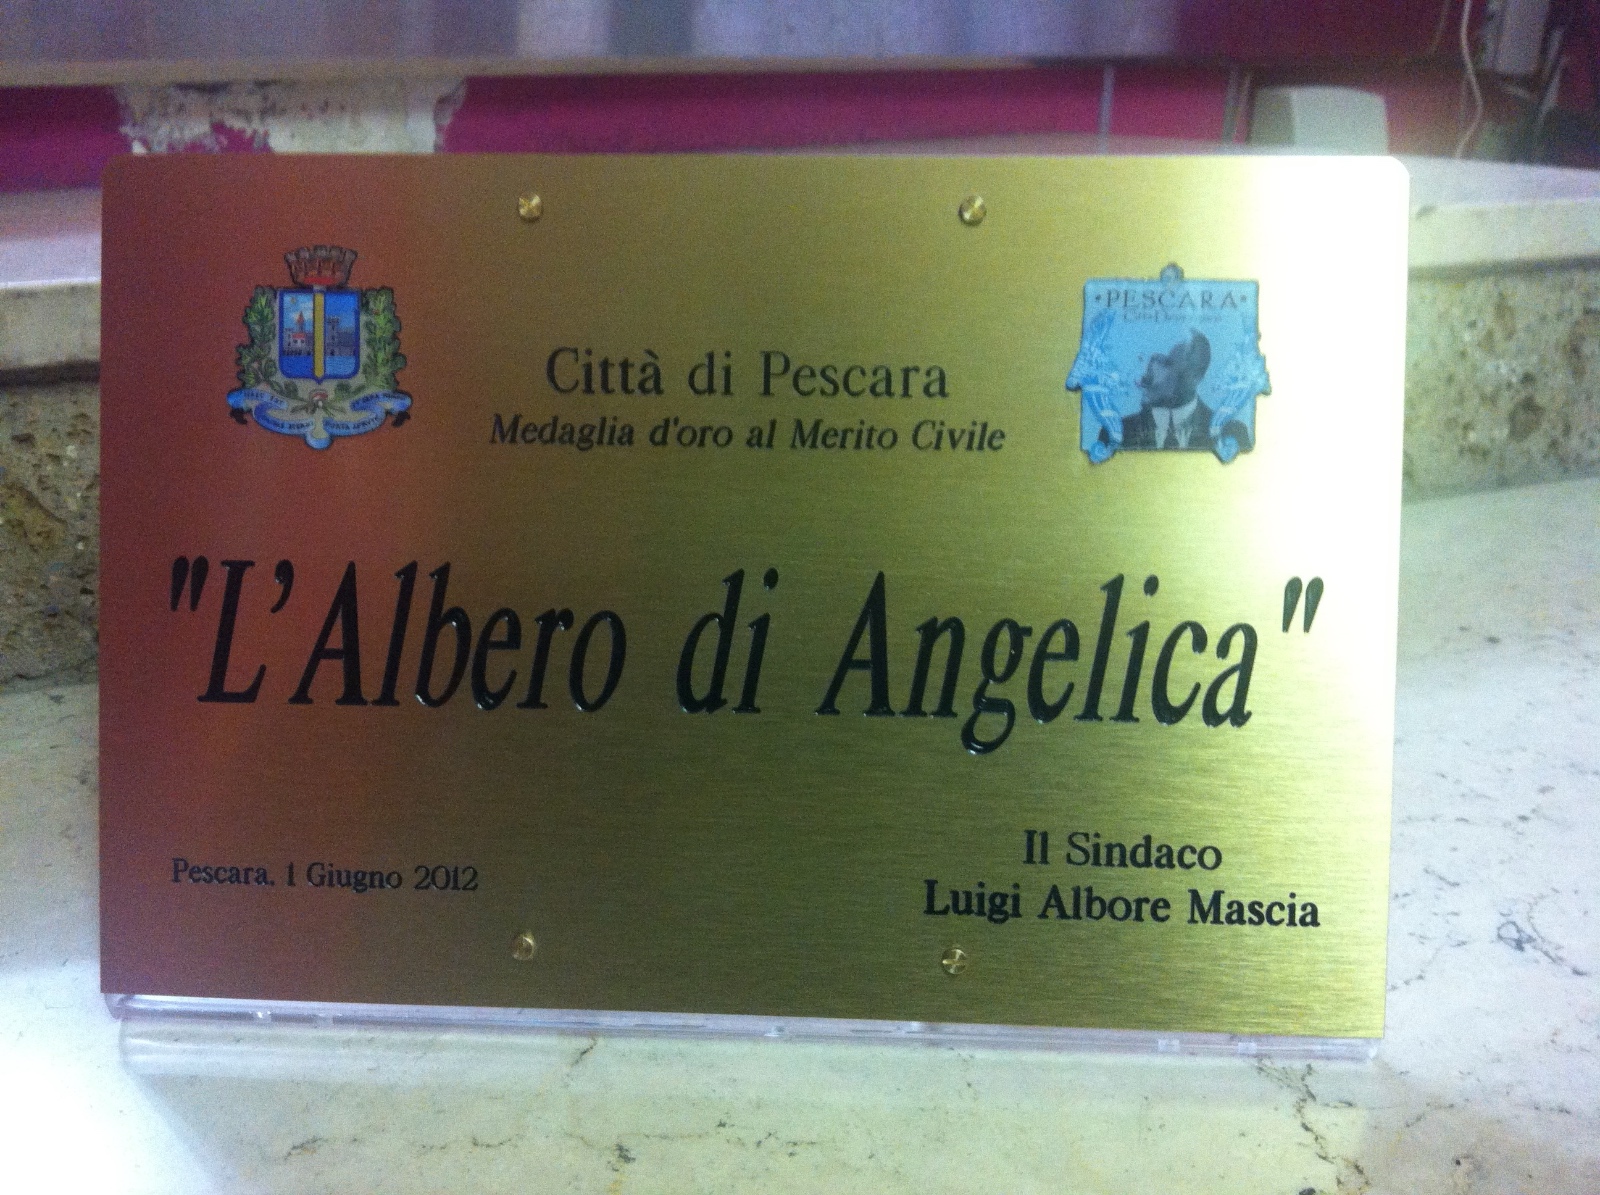 PESCARA
Città di Pescara
Medaglia d'oro al Merito Civile
"L'Albero di Angelica"
Pescara, 1 Giugno 2012
Il Sindaco
Luigi Albore Mascia